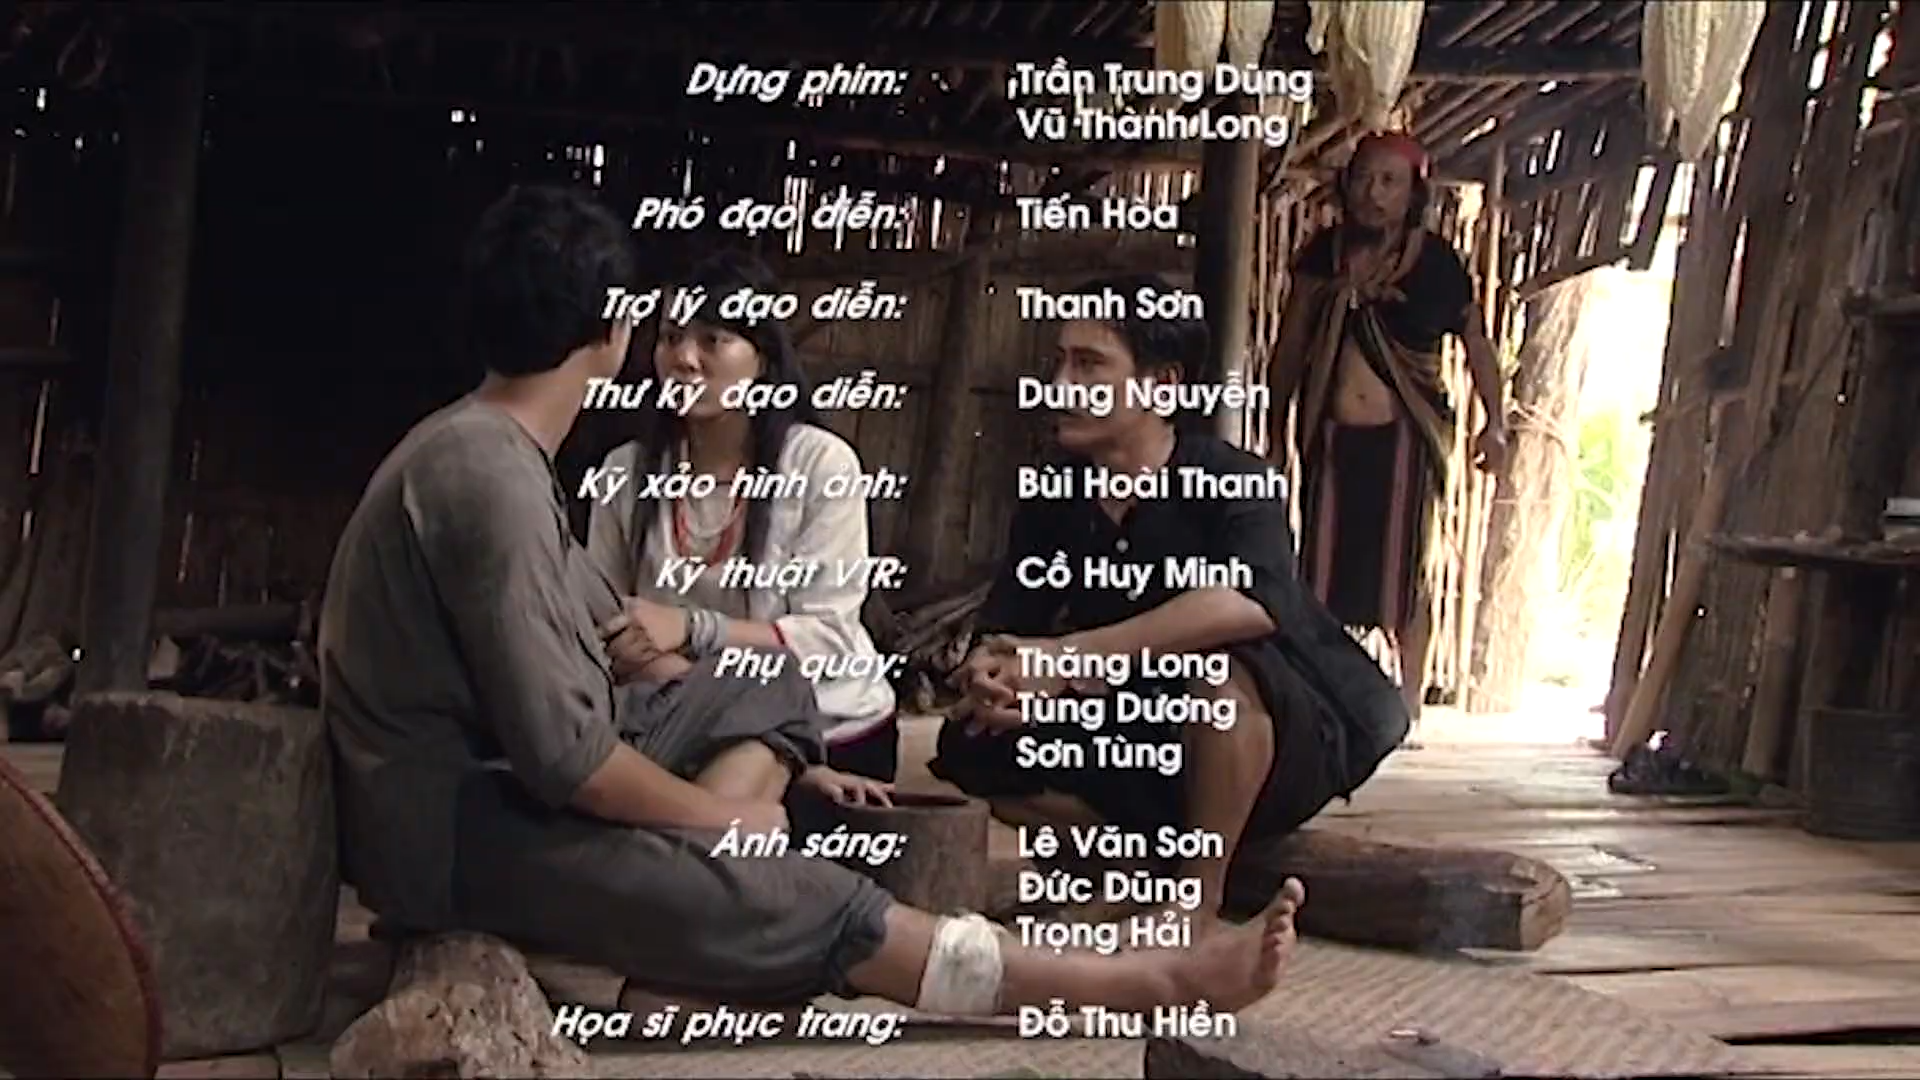 Dựng phim: Trần Trung Dũng
Vũ Thành Long
Phó đạo diễn: Tiến Hòa
Trợ lý đạo diễn: Thanh Sơn
Thư ký đạo diễn: Dung Nguyễn
Kỹ xảo hình ảnh: Bùi Hoài Thanh
Kỹ thuật VTR: Cồ Huy Minh
Phụ quay: Thăng Long
Tùng Dương
Sơn Tùng
Ánh sáng: Lê Văn Sơn
Đức Dũng
Trọng Hải
Họa sĩ phục trang: Đỗ Thu Hiền